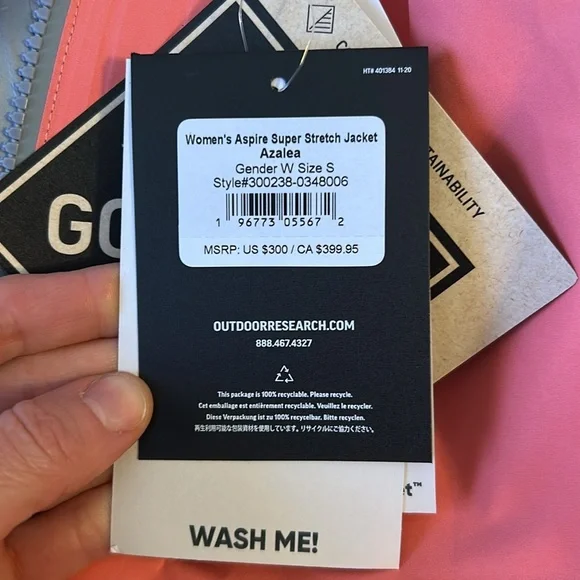 HT# 401384 11-20
Women's Aspire Super Stretch Jacket
Azalea
Gender W Size S
Style#300238-0348006
1 96773 05567 2
MSRP: US $300 / CA $399.95
OUTDOORRESEARCH.COM
888.467.4327
This package is 100% recyclable. Please recycle.
Cet emballage est entièrement recyclable. Veuillez le recycler.
Diese Verpackung ist zu 100% recycelbar. Bitte recyceln.
再生利用可能な包装資材を使用しています。リサイクルにご協力ください。
WASH ME!